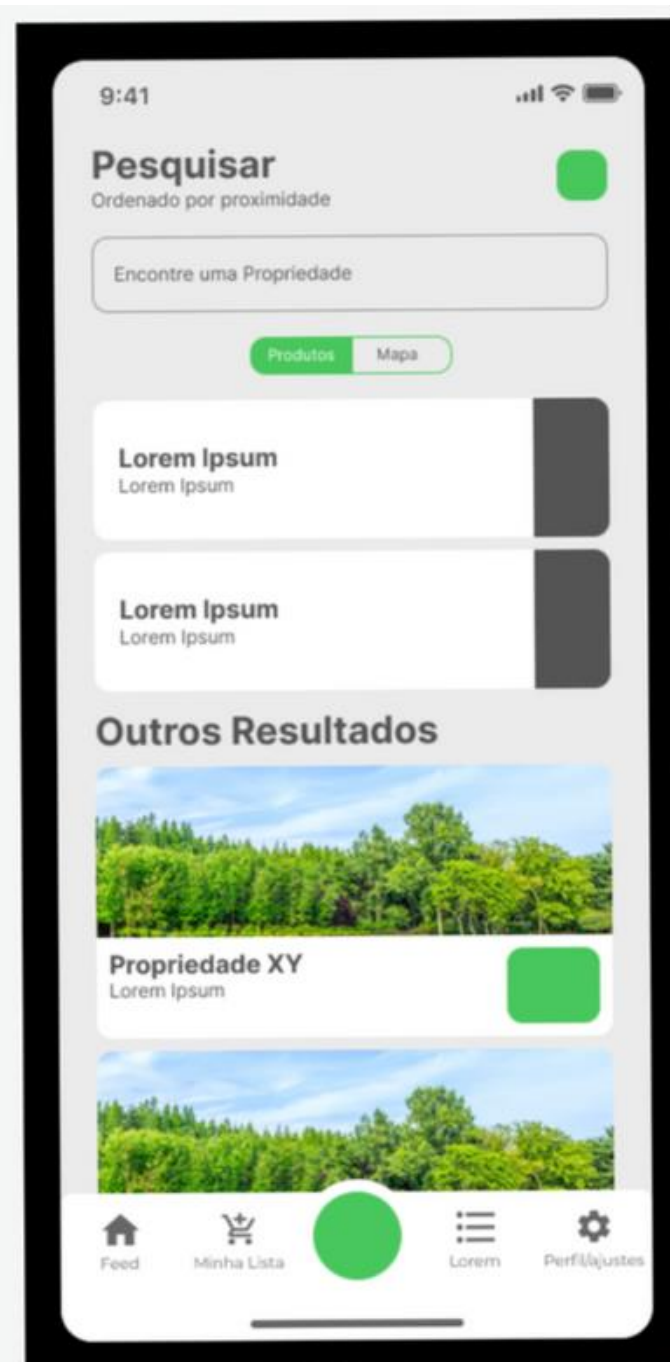 9:41
Pesquisar
Ordenado por proximidade
Encontre uma Propriedade
Produtos Mapa
Lorem Ipsum
Lorem Ipsum
Lorem Ipsum
Lorem Ipsum
Outros Resultados
Propriedade XY
Lorem Ipsum
Feed Minha Lista Lorem Perfil/ajustes